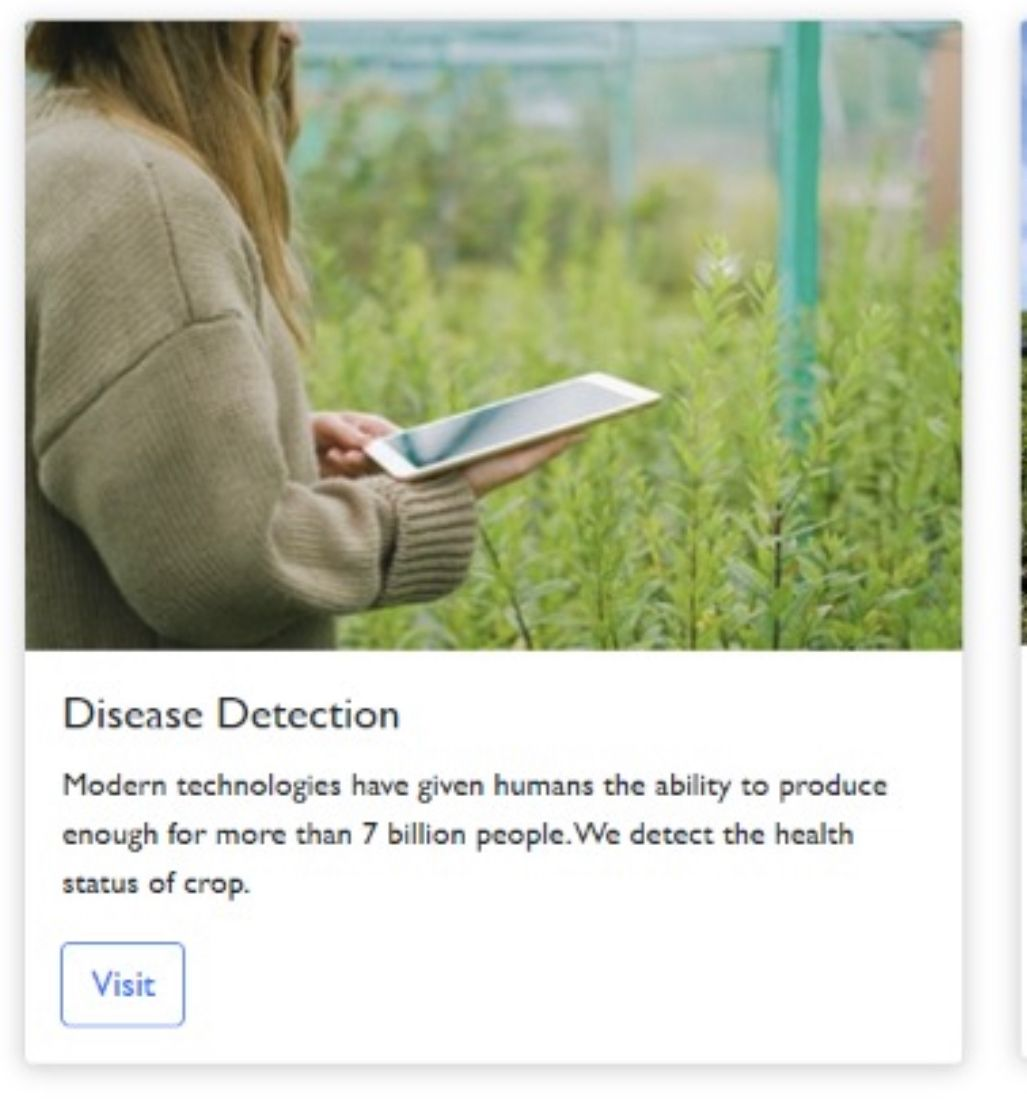 Disease Detection
Modern technologies have given humans the ability to produce
enough for more than 7 billion people.We detect the health
status of crop.
Visit